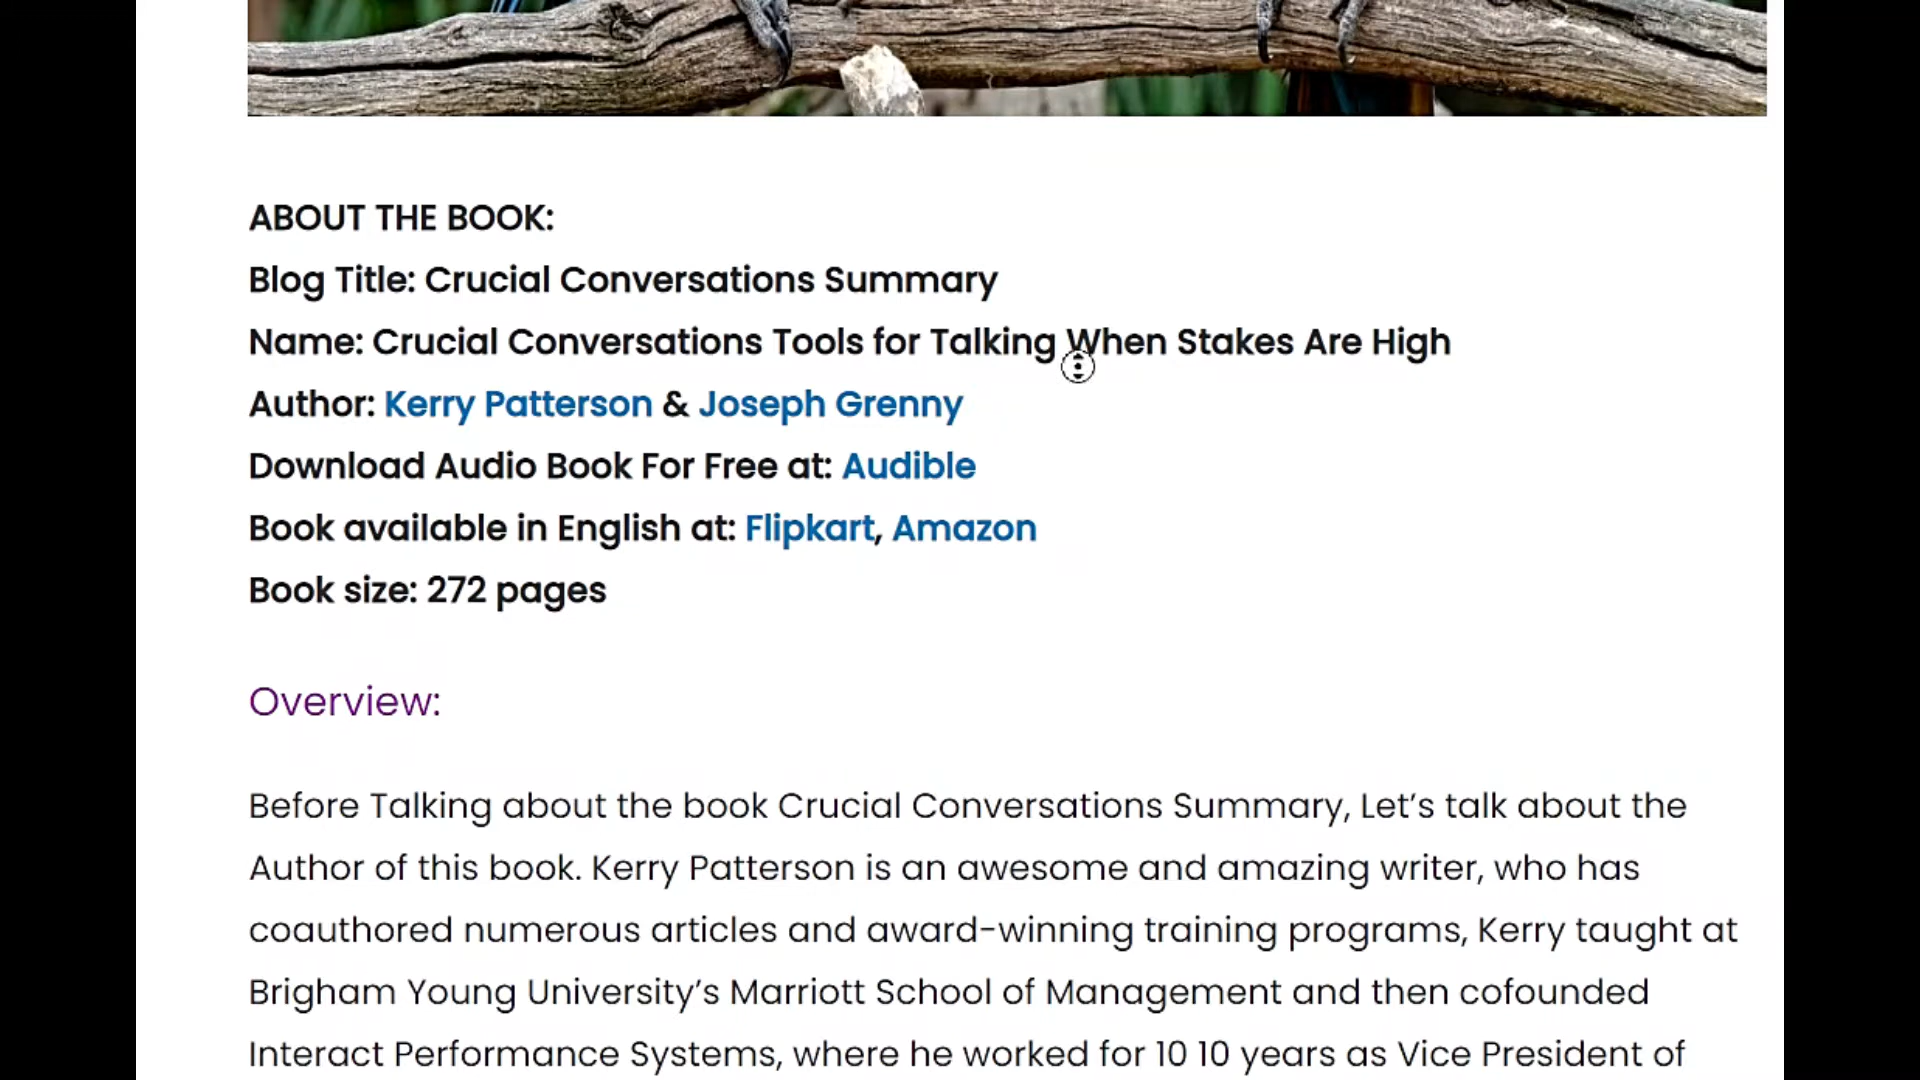 ABOUT THE BOOK:
Blog Title: Crucial Conversations Summary
Name: Crucial Conversations Tools for Talking When Stakes Are High
Author: Kerry Patterson & Joseph Grenny
Download Audio Book For Free at: Audible
Book available in English at: Flipkart, Amazon
Book size: 272 pages
Overview:
Before Talking about the book Crucial Conversations Summary, Let’s talk about the
Author of this book. Kerry Patterson is an awesome and amazing writer, who has
coauthored numerous articles and award-winning training programs, Kerry taught at
Brigham Young University’s Marriott School of Management and then cofounded
Interact Performance Systems, where he worked for 10 10 years as Vice President of